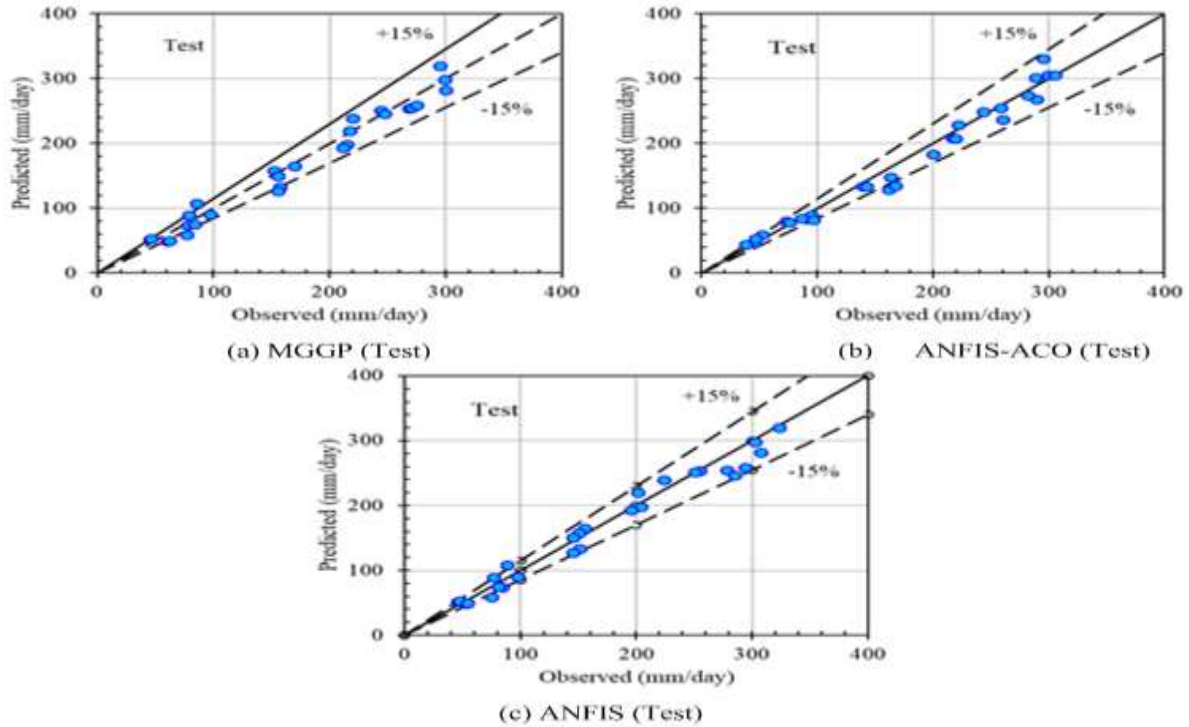 400
300
200
100
0
Predicted (mm/day)
Test
+15%
-15%
0 100 200 300 400
Observed (mm/day)
(a) MGGP (Test)
400
300
200
100
0
Predicted (mm/day)
Test
+15%
-15%
0 100 200 300 400
Observed (mm/day)
(b) ANFIS-ACO (Test)
400
300
200
100
0
Predicted (mm/day)
Test
+15%
-15%
0 100 200 300 400
Observed (mm/day)
(c) ANFIS (Test)